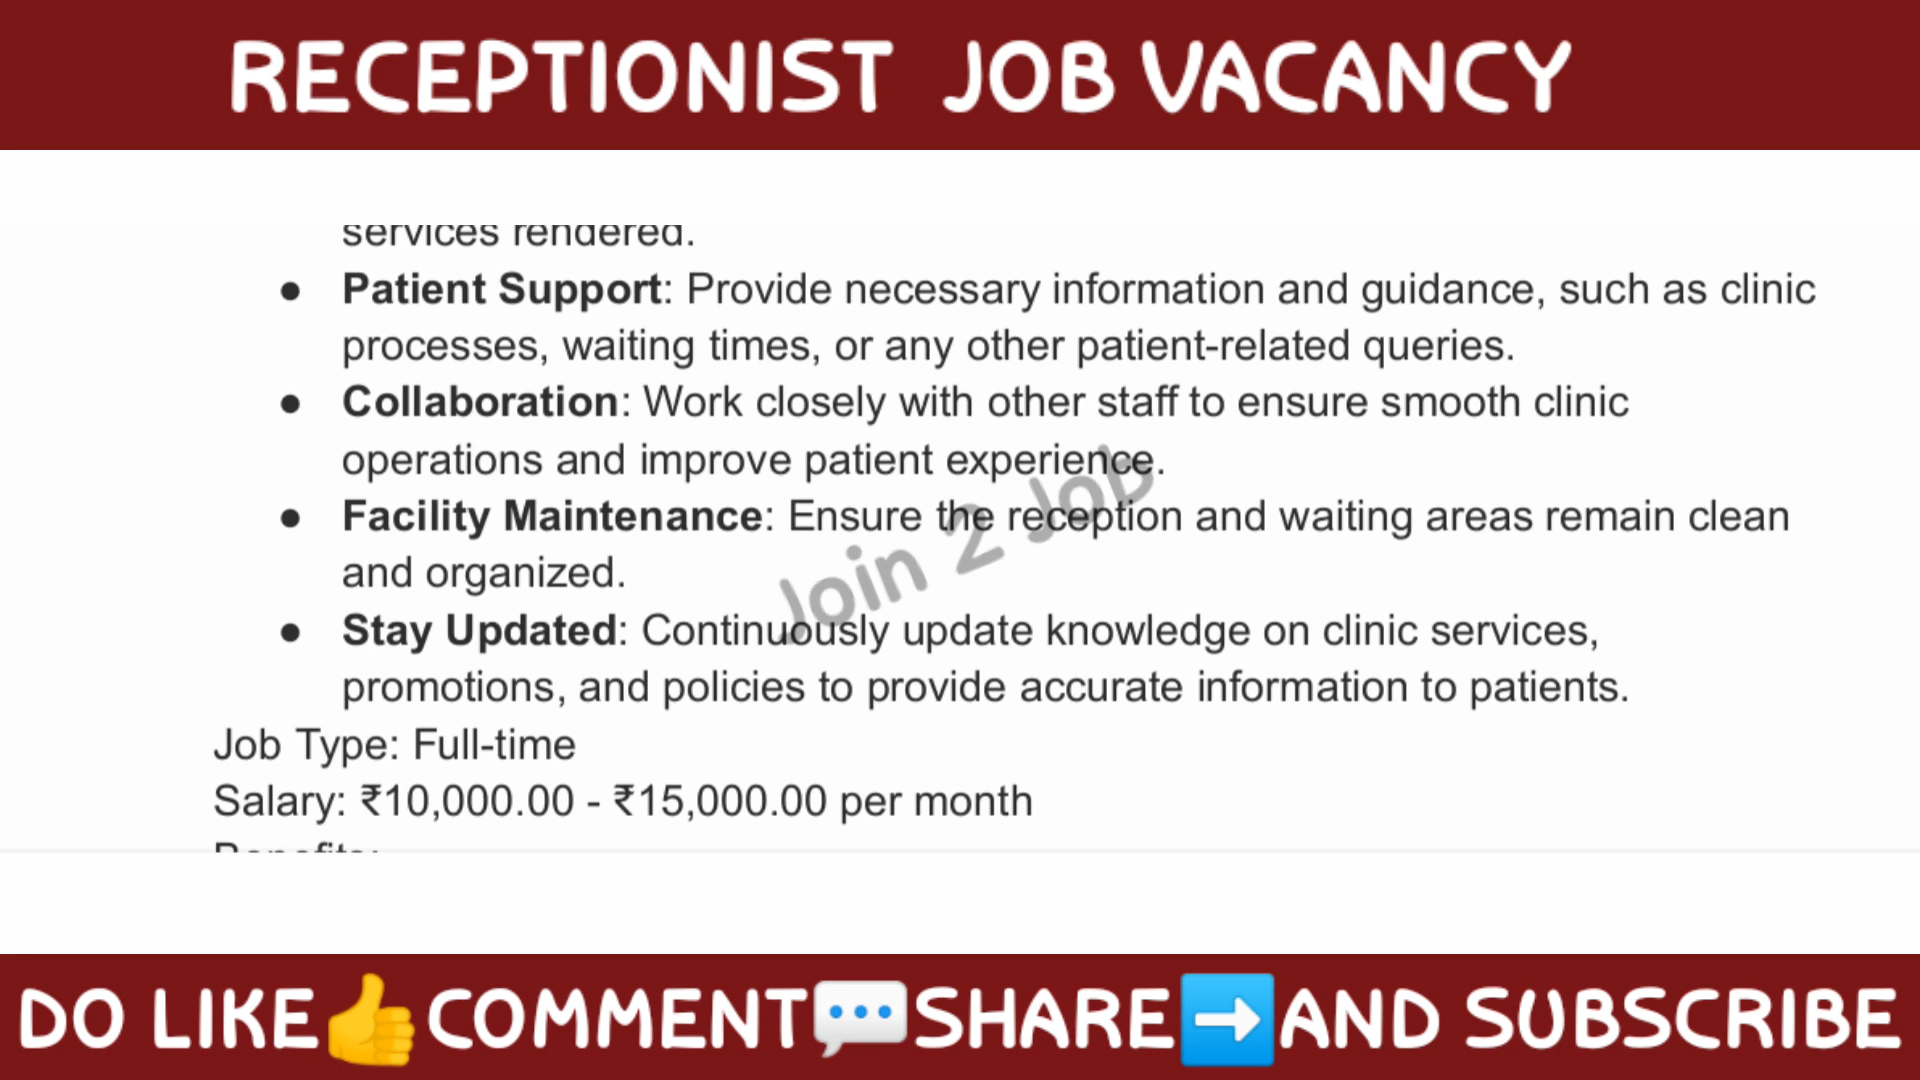 RECEPTIONIST JOB VACANCY
services rendered.
● Patient Support: Provide necessary information and guidance, such as clinic
processes, waiting times, or any other patient-related queries.
● Collaboration: Work closely with other staff to ensure smooth clinic
operations and improve patient experience.
● Facility Maintenance: Ensure the reception and waiting areas remain clean
and organized.
● Stay Updated: Continuously update knowledge on clinic services,
promotions, and policies to provide accurate information to patients.
Join 2 Job
Job Type: Full-time
Salary: ₹10,000.00 - ₹15,000.00 per month
Benefits:
DO LIKE👍COMMENT💬SHARE➡️AND SUBSCRIBE